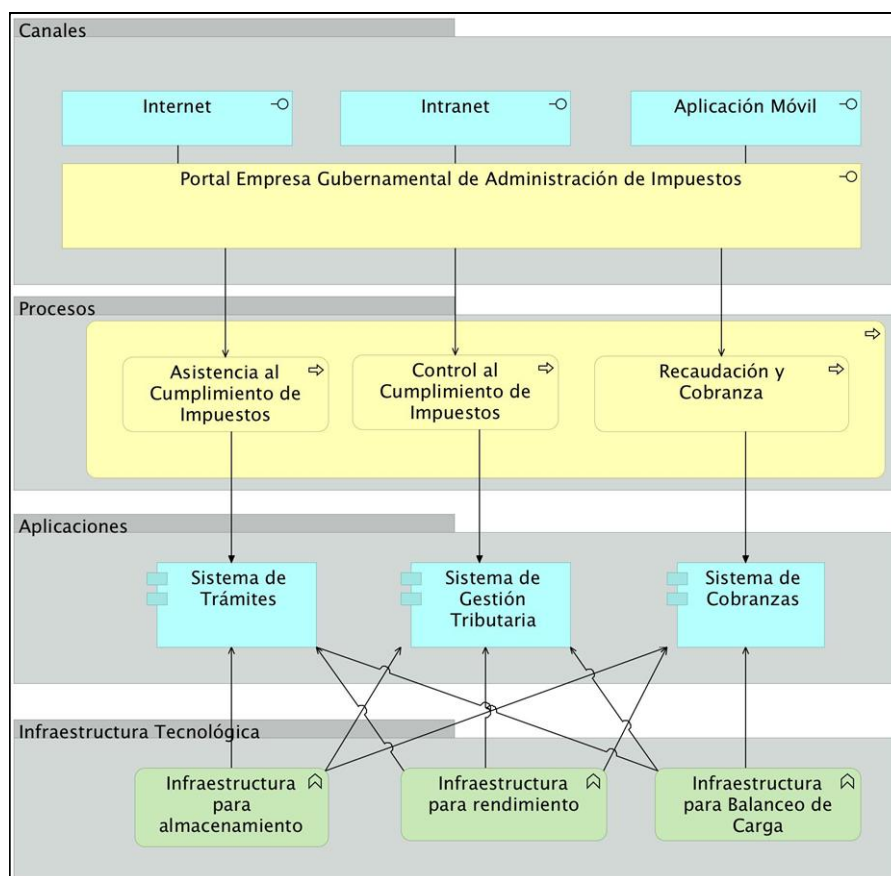 Canales
Internet
Intranet
Aplicación Móvil
Portal Empresa Gubernamental de Administración de Impuestos
Procesos
Asistencia al
Cumplimiento de
Impuestos
Control al
Cumplimiento de
Impuestos
Recaudación y
Cobranza
Aplicaciones
Sistema de
Trámites
Sistema de
Gestión
Tributaria
Sistema de
Cobranzas
Infraestructura Tecnológica
Infraestructura
para
almacenamiento
Infraestructura
para rendimiento
Infraestructura
para Balanceo de
Carga